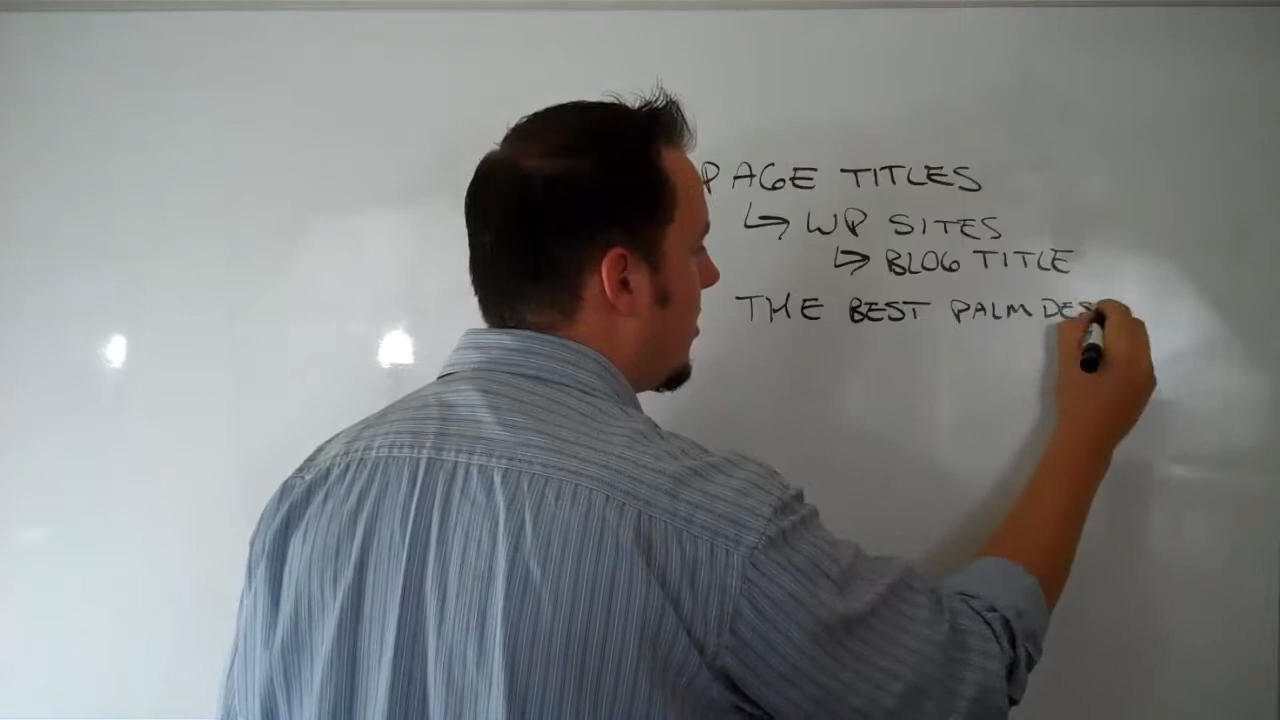 PAGE TITLES
↳ WP SITES
↳ BLOG TITLE
THE BEST PALM DES